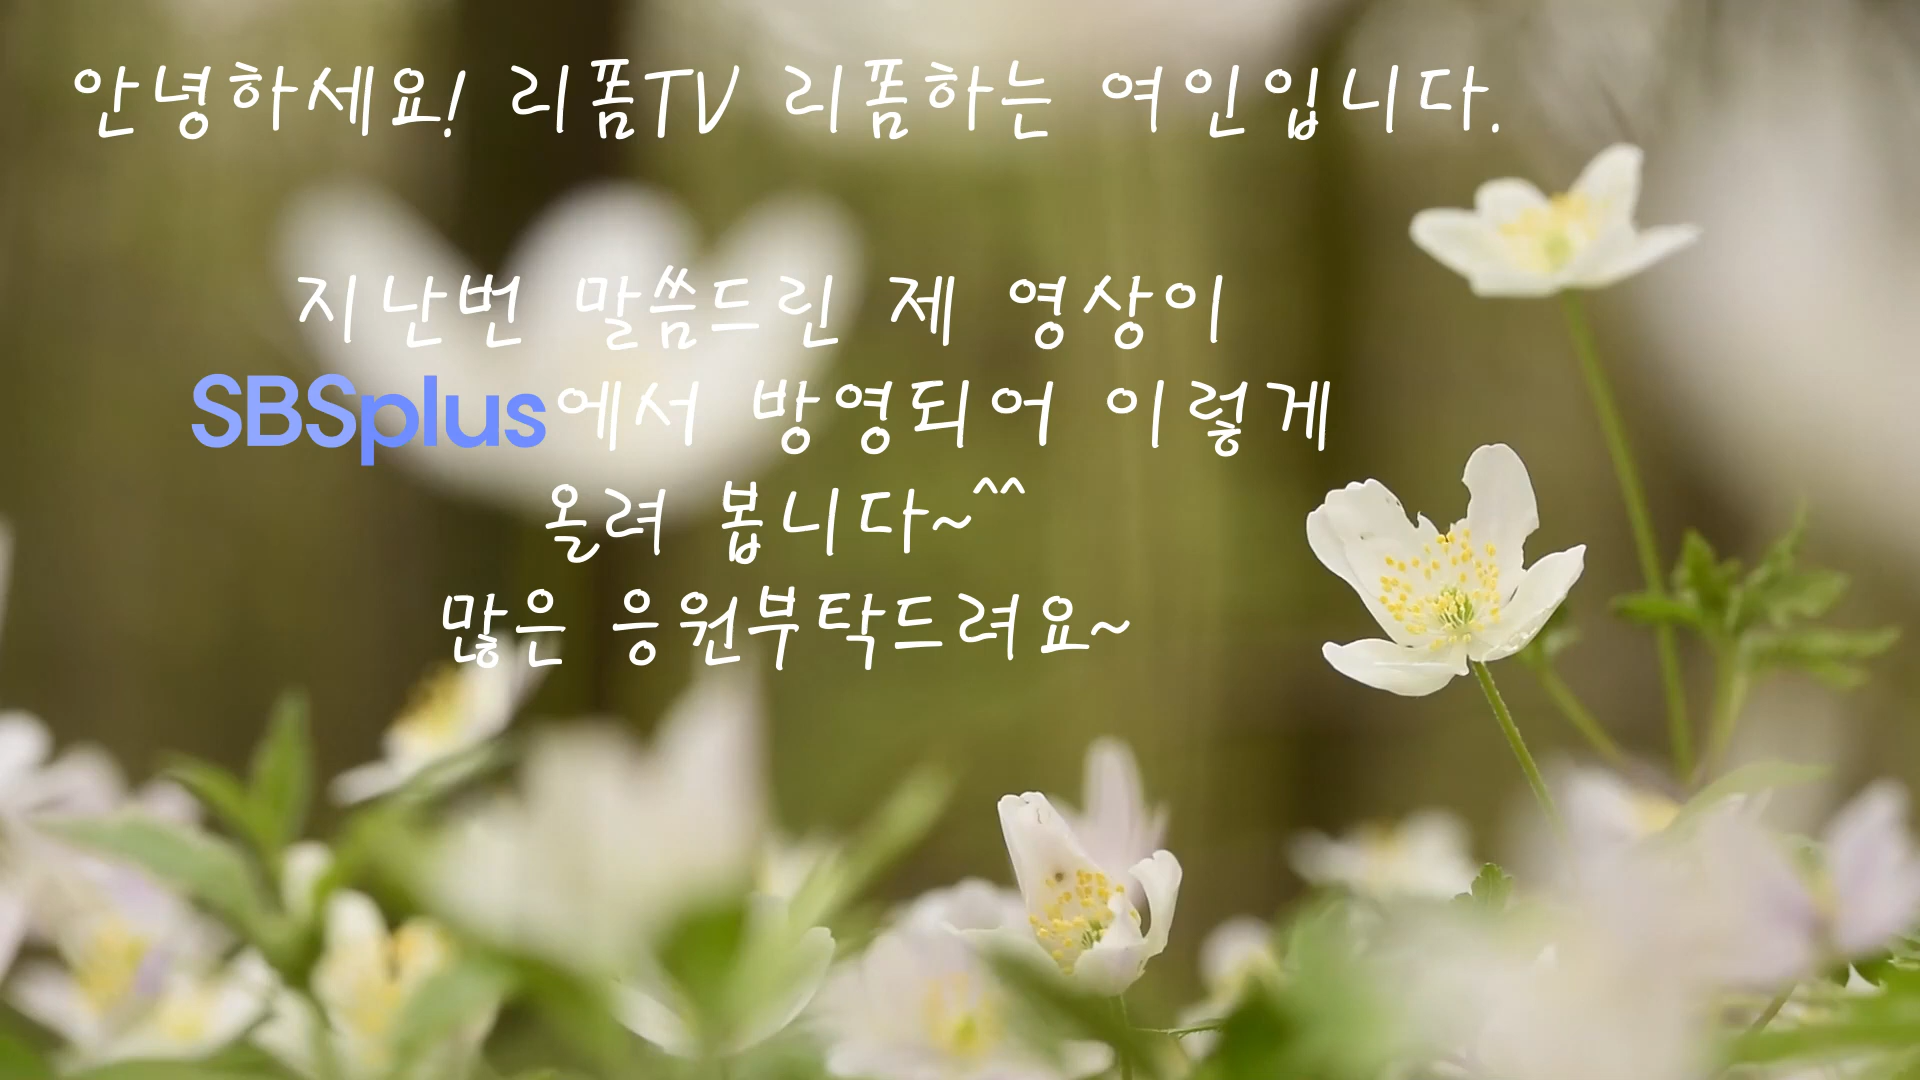 안녕하세요! 리폼TV 리폼하는 여인입니다.
지난번 말씀드린 제 영상이
SBSplus에서 방영되어 이렇게
올려 봅니다~^^
많은 응원부탁드려요~